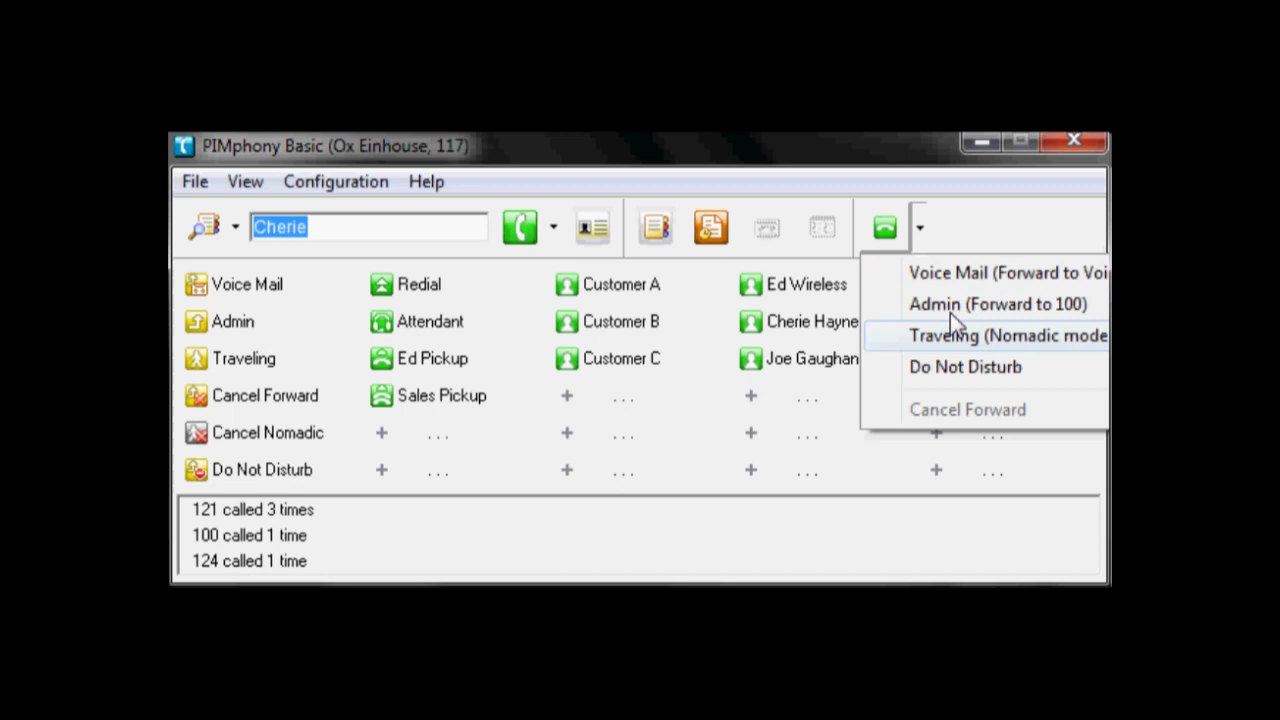 PIMphony Basic (Ox Einhouse, 117)
File View Configuration Help
Cherie
Voice Mail (Forward to Voi
Admin (Forward to 100)
Traveling (Nomadic mode
Do Not Disturb
Cancel Forward
Voice Mail Redial Customer A Ed Wireless
Admin Attendant Customer B Cherie Hayne
Traveling Ed Pickup Customer C Joe Gaughan
Cancel Forward Sales Pickup + ... + ...
Cancel Nomadic + ... + ... + ... + ...
Do Not Disturb + ... + ... + ... + ...
121 called 3 times
100 called 1 time
124 called 1 time